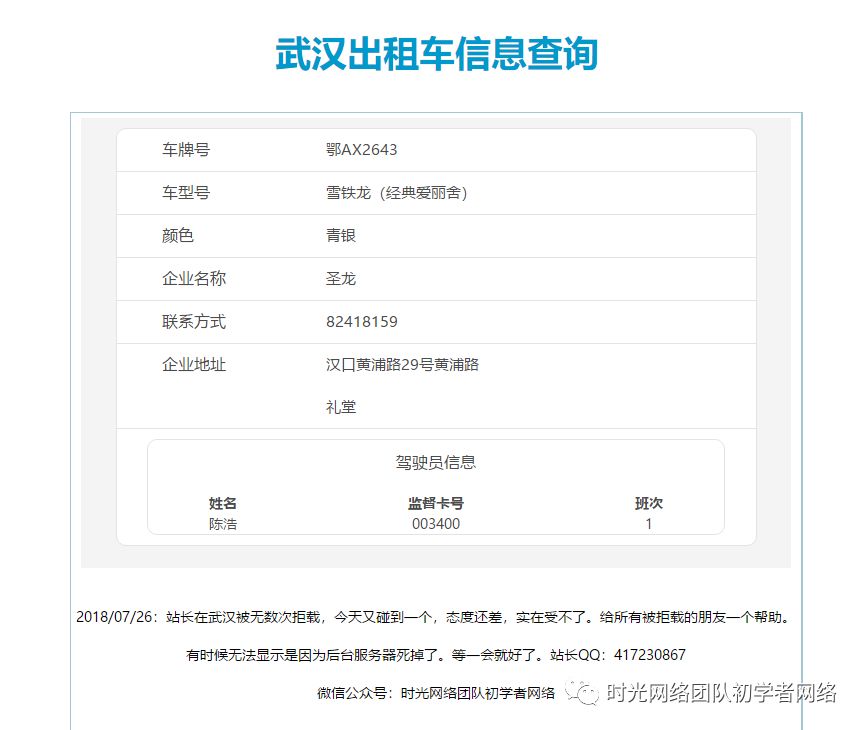 武汉出租车信息查询
车牌号 鄂AX2643
车型号 雪铁龙（经典爱丽舍）
颜色 青银
企业名称 圣龙
联系方式 82418159
企业地址 汉口黄浦路29号黄浦路
礼堂
驾驶员信息
姓名 监督卡号 班次
陈浩 003400 1
2018/07/26：站长在武汉被无数次拒载，今天又碰到一个，态度还差，实在受不了。给所有被拒载的朋友一个帮助。
有时候无法显示是因为后台服务器死掉了。等一会就好了。站长QQ：417230867
微信公众号：时光网络团队初学者网络
时光网络团队初学者网络